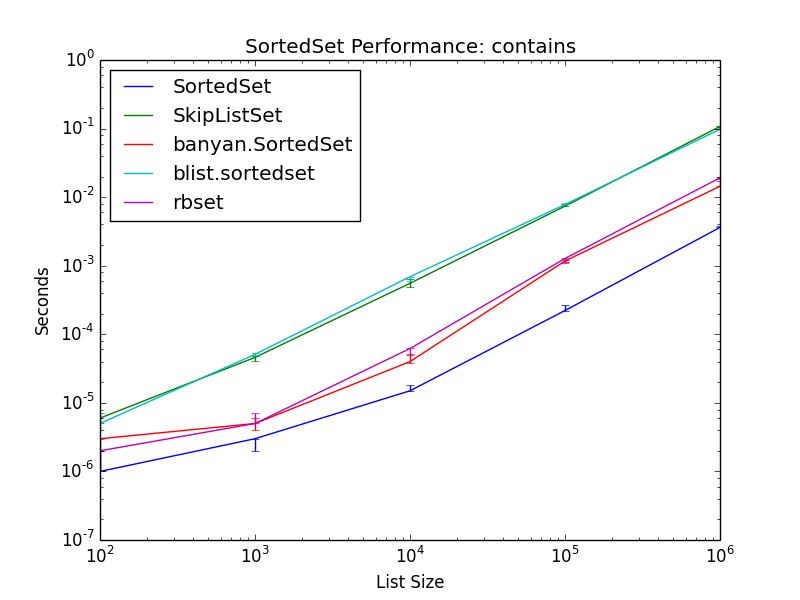 SortedSet Performance: contains
10^0
10^-1
10^-2
10^-3
10^-4
10^-5
10^-6
10^-7
Seconds
SortedSet
SkipListSet
banyan.SortedSet
blist.sortedset
rbset
10^2 10^3 10^4 10^5 10^6
List Size